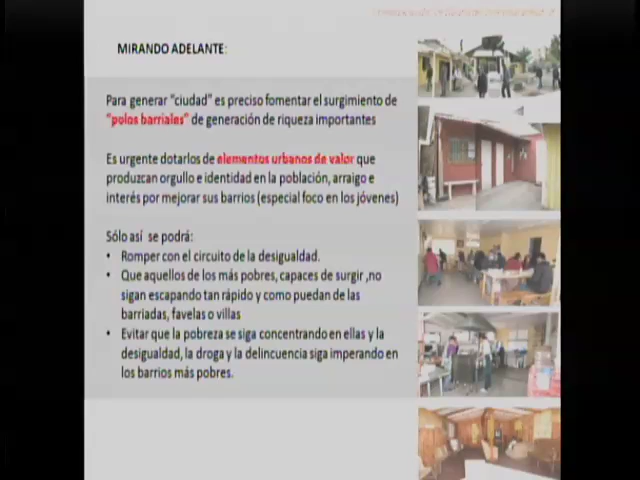 MIRANDO ADELANTE:
Para generar "ciudad" es preciso fomentar el surgimiento de
"polos barriales" de generación de riqueza importantes
Es urgente dotarlos de elementos urbanos de valor que
produzcan orgullo e identidad en la población, arraigo e
interés por mejorar sus barrios (especial foco en los jóvenes)
Sólo así se podrá:
• Romper con el circuito de la desigualdad.
• Que aquellos de los más pobres, capaces de surgir ,no
sigan escapando tan rápido y como puedan de las
barriadas, favelas o villas
• Evitar que la pobreza se siga concentrando en ellas y la
desigualdad, la droga y la delincuencia siga imperando en
los barrios más pobres.